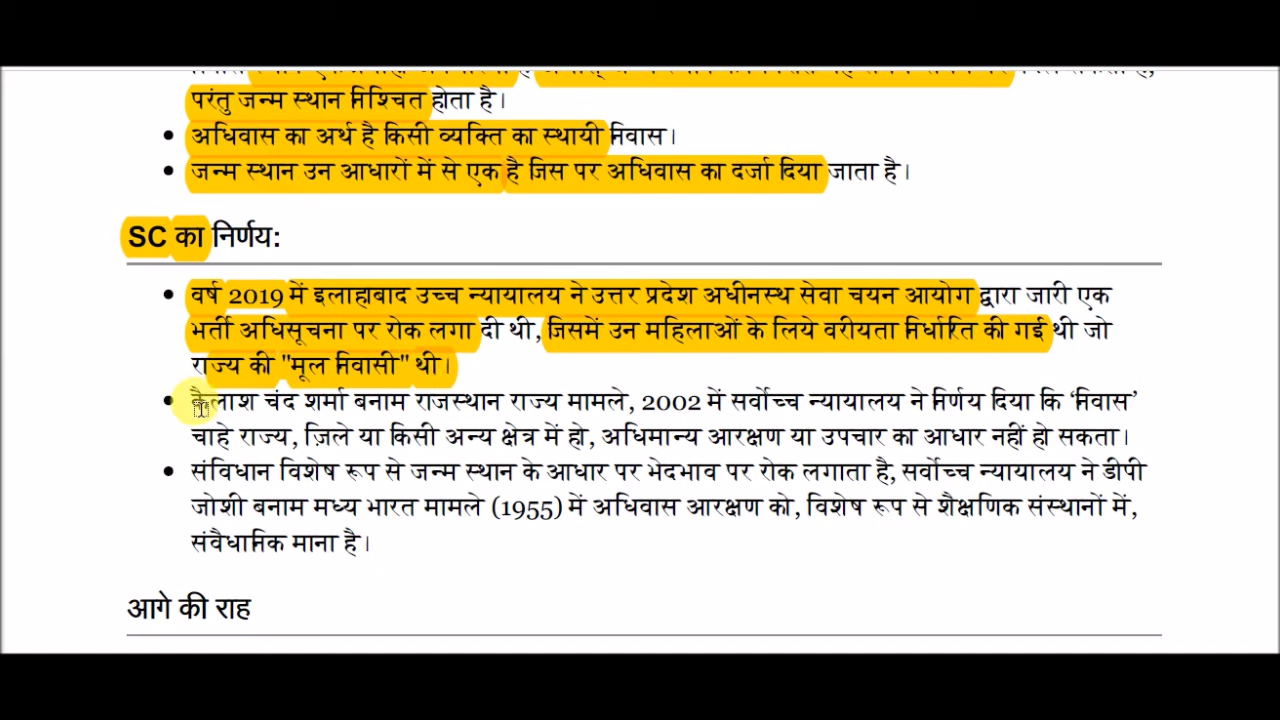 परंतु जन्म स्थान निश्चित होता है।
अधिवास का अर्थ है किसी व्यक्ति का स्थायी निवास।
जन्म स्थान उन आधारों में से एक है जिस पर अधिवास का दर्जा दिया जाता है।
SC का निर्णय:
वर्ष 2019 में इलाहाबाद उच्च न्यायालय ने उत्तर प्रदेश अधीनस्थ सेवा चयन आयोग द्वारा जारी एक
भर्ती अधिसूचना पर रोक लगा दी थी, जिसमें उन महिलाओं के लिये वरीयता निर्धारित की गई थी जो
राज्य की "मूल निवासी" थी।
कैलाश चंद शर्मा बनाम राजस्थान राज्य मामले, 2002 में सर्वोच्च न्यायालय ने निर्णय दिया कि ‘निवास’
चाहे राज्य, ज़िले या किसी अन्य क्षेत्र में हो, अधिमान्य आरक्षण या उपचार का आधार नहीं हो सकता।
संविधान विशेष रूप से जन्म स्थान के आधार पर भेदभाव पर रोक लगाता है, सर्वोच्च न्यायालय ने डीपी
जोशी बनाम मध्य भारत मामले (1955) में अधिवास आरक्षण को, विशेष रूप से शैक्षणिक संस्थानों में,
संवैधानिक माना है।
आगे की राह